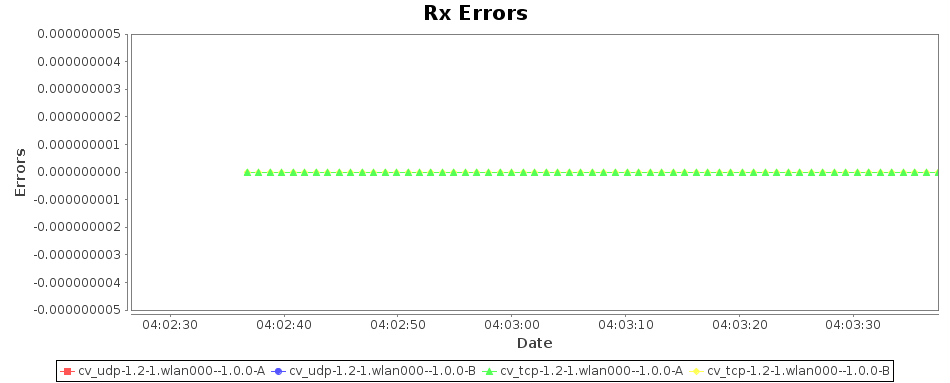 Rx Errors
0.000000005
0.000000004
0.000000003
0.000000002
0.000000001
0.000000000
-0.000000001
-0.000000002
-0.000000003
-0.000000004
-0.000000005
Errors
04:02:30 04:02:40 04:02:50 04:03:00 04:03:10 04:03:20 04:03:30
Date
cv_udp-1.2-1.wlan000--1.0.0-A cv_udp-1.2-1.wlan000--1.0.0-B cv_tcp-1.2-1.wlan000--1.0.0-A cv_tcp-1.2-1.wlan000--1.0.0-B